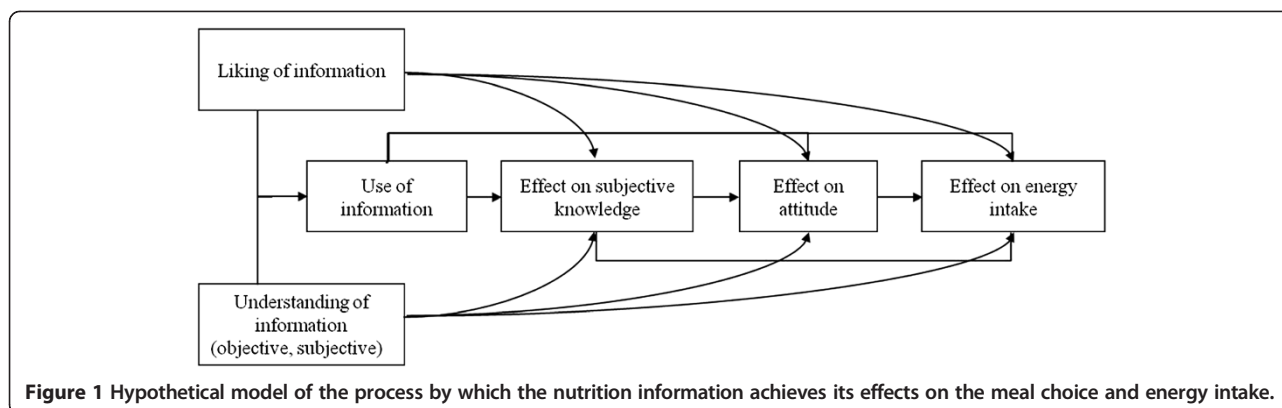 Liking of information
Use of
information
Effect on subjective
knowledge
Effect on
attitude
Effect on energy
intake
Understanding of
information
(objective, subjective)
Figure 1 Hypothetical model of the process by which the nutrition information achieves its effects on the meal choice and energy intake.